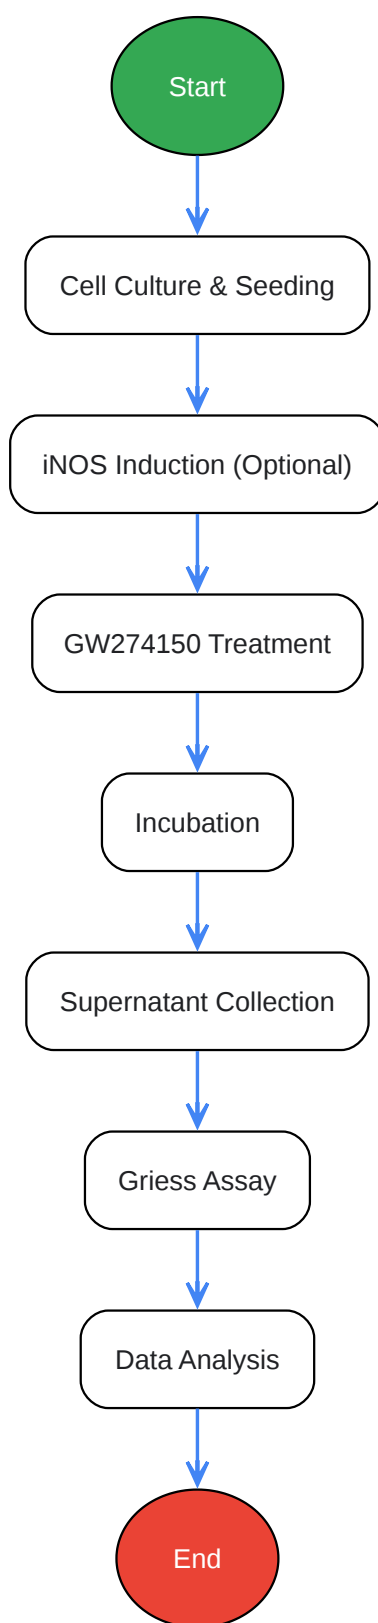 Start
Cell Culture & Seeding
iNOS Induction (Optional)
GW274150 Treatment
Incubation
Supernatant Collection
Griess Assay
Data Analysis
End